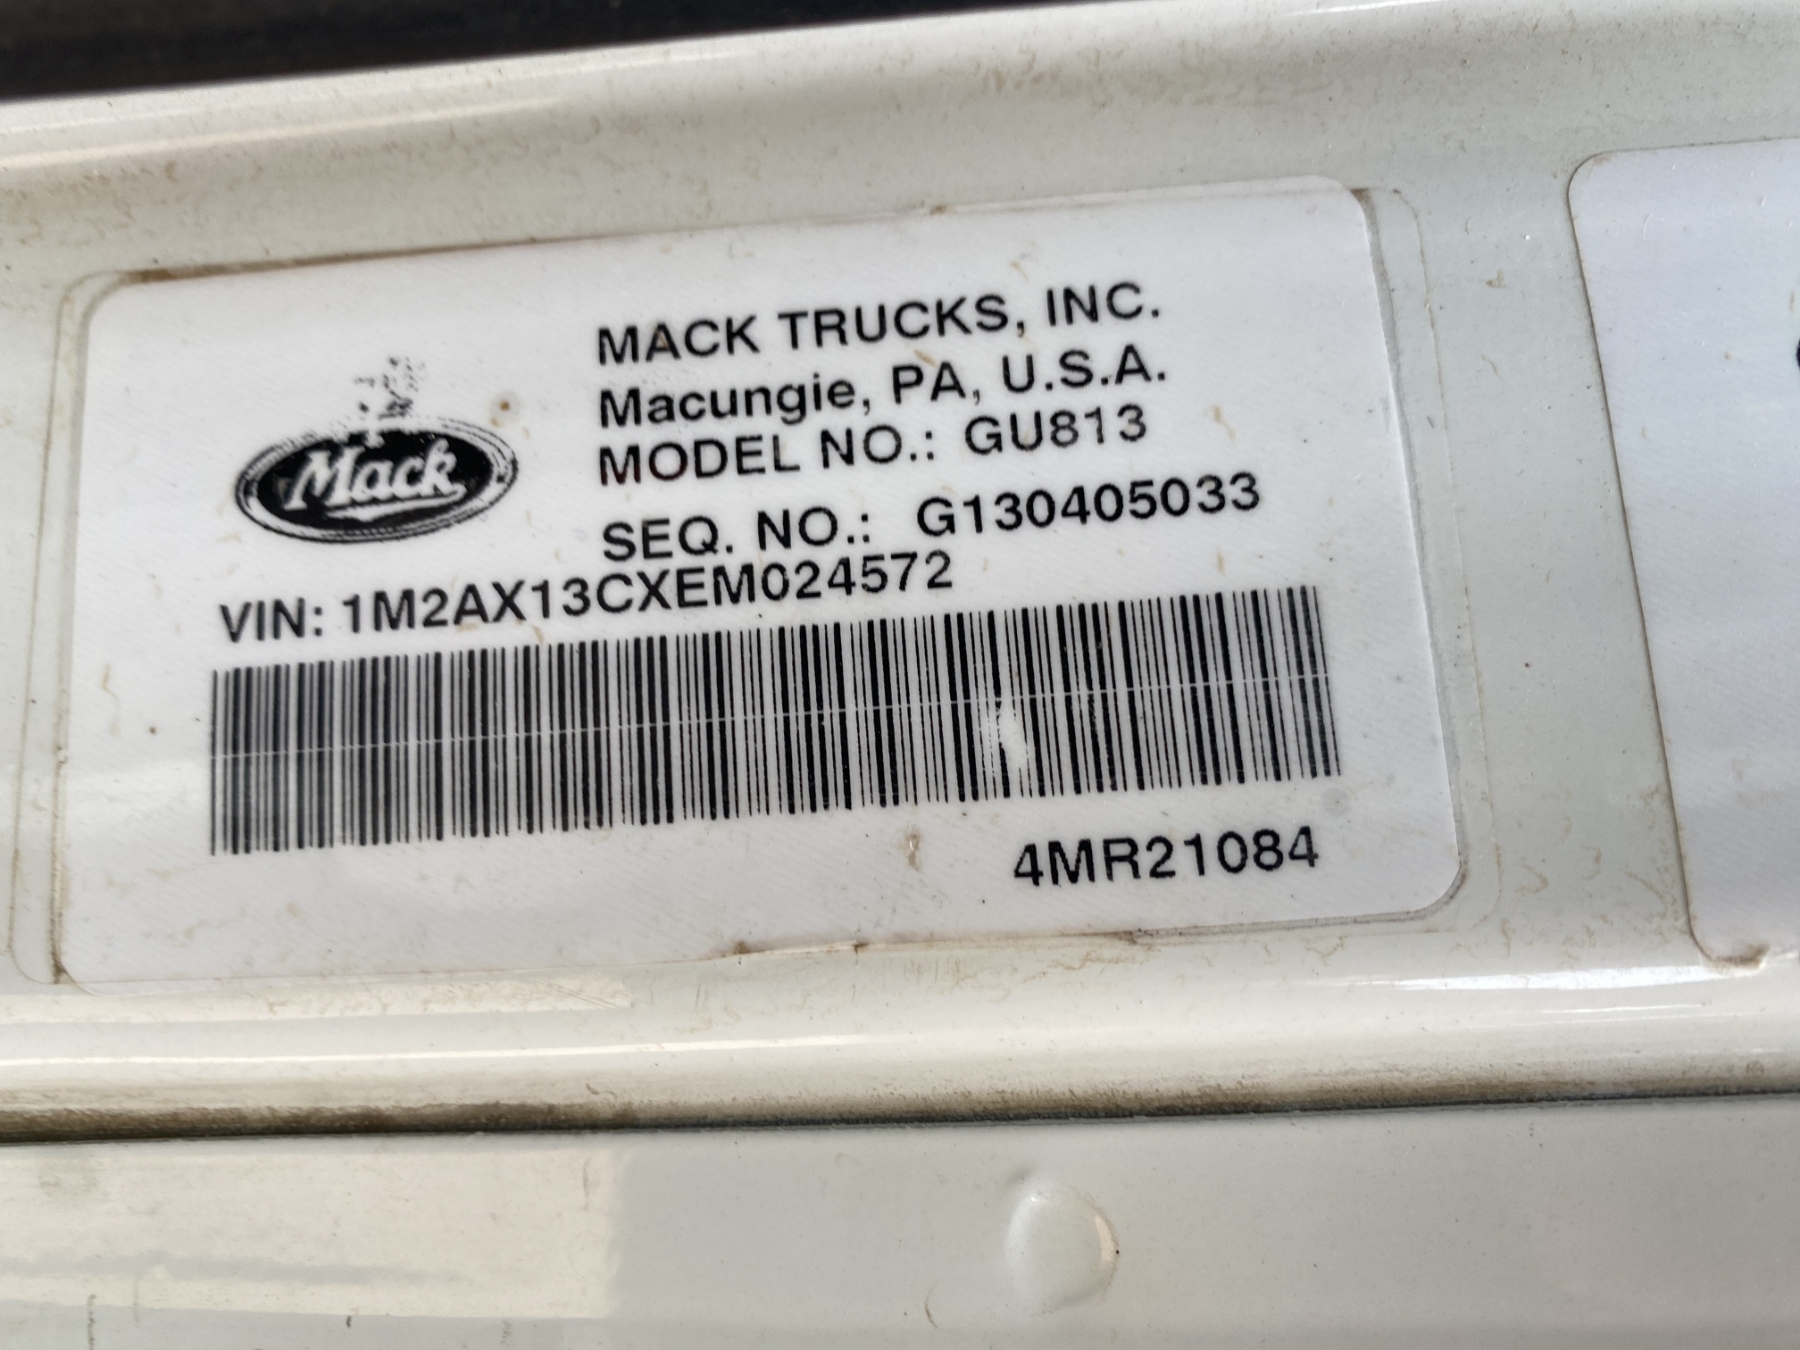 MACK TRUCKS, INC.
Macungie, PA, U.S.A.
MODEL NO.: GU813
Mack
SEQ. NO.: G130405033
VIN: 1M2AX13CXEM024572
4MR21084